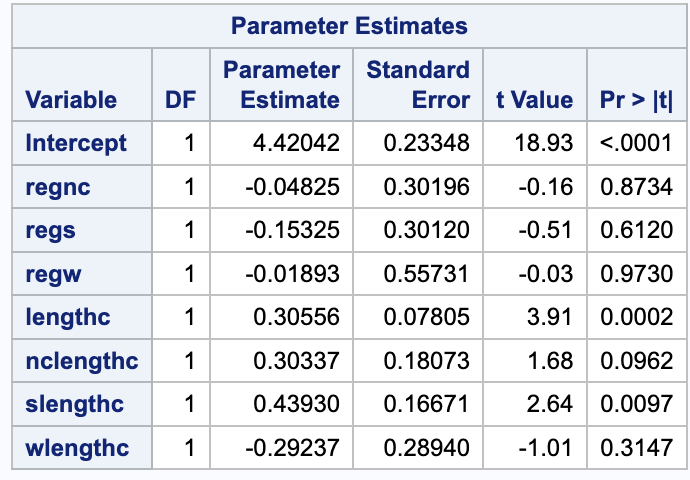 Parameter Estimates
Variable DF Parameter Estimate Standard Error t Value Pr > |t|
Intercept 1 4.42042 0.23348 18.93 <.0001
regnc 1 -0.04825 0.30196 -0.16 0.8734
regs 1 -0.15325 0.30120 -0.51 0.6120
regw 1 -0.01893 0.55731 -0.03 0.9730
lengthc 1 0.30556 0.07805 3.91 0.0002
nclengthc 1 0.30337 0.18073 1.68 0.0962
slengthc 1 0.43930 0.16671 2.64 0.0097
wlengthc 1 -0.29237 0.28940 -1.01 0.3147